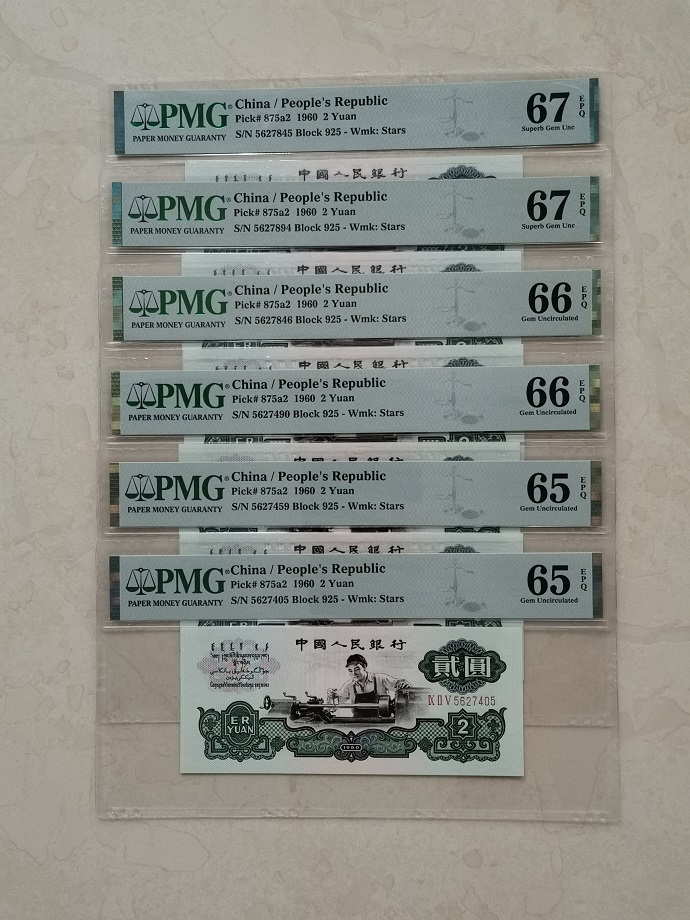 PMG®
PAPER MONEY GUARANTY
China / People's Republic
Pick# 875a2 1960 2 Yuan
S/N 5627845 Block 925 - Wmk: Stars
67 EPQ
Superb Gem Unc
中國人民銀行
PMG®
PAPER MONEY GUARANTY
China / People's Republic
Pick# 875a2 1960 2 Yuan
S/N 5627894 Block 925 - Wmk: Stars
67 EPQ
Superb Gem Unc
中國人民銀行
PMG®
PAPER MONEY GUARANTY
China / People's Republic
Pick# 875a2 1960 2 Yuan
S/N 5627846 Block 925 - Wmk: Stars
66 EPQ
Gem Uncirculated
中國人民銀行
PMG®
PAPER MONEY GUARANTY
China / People's Republic
Pick# 875a2 1960 2 Yuan
S/N 5627490 Block 925 - Wmk: Stars
66 EPQ
Gem Uncirculated
PMG®
PAPER MONEY GUARANTY
China / People's Republic
Pick# 875a2 1960 2 Yuan
S/N 5627459 Block 925 - Wmk: Stars
65 EPQ
Gem Uncirculated
中國人民銀行
PMG®
PAPER MONEY GUARANTY
China / People's Republic
Pick# 875a2 1960 2 Yuan
S/N 5627405 Block 925 - Wmk: Stars
65 EPQ
Gem Uncirculated
中國人民銀行
貳圓
5627405
ER
YUAN
1960
2